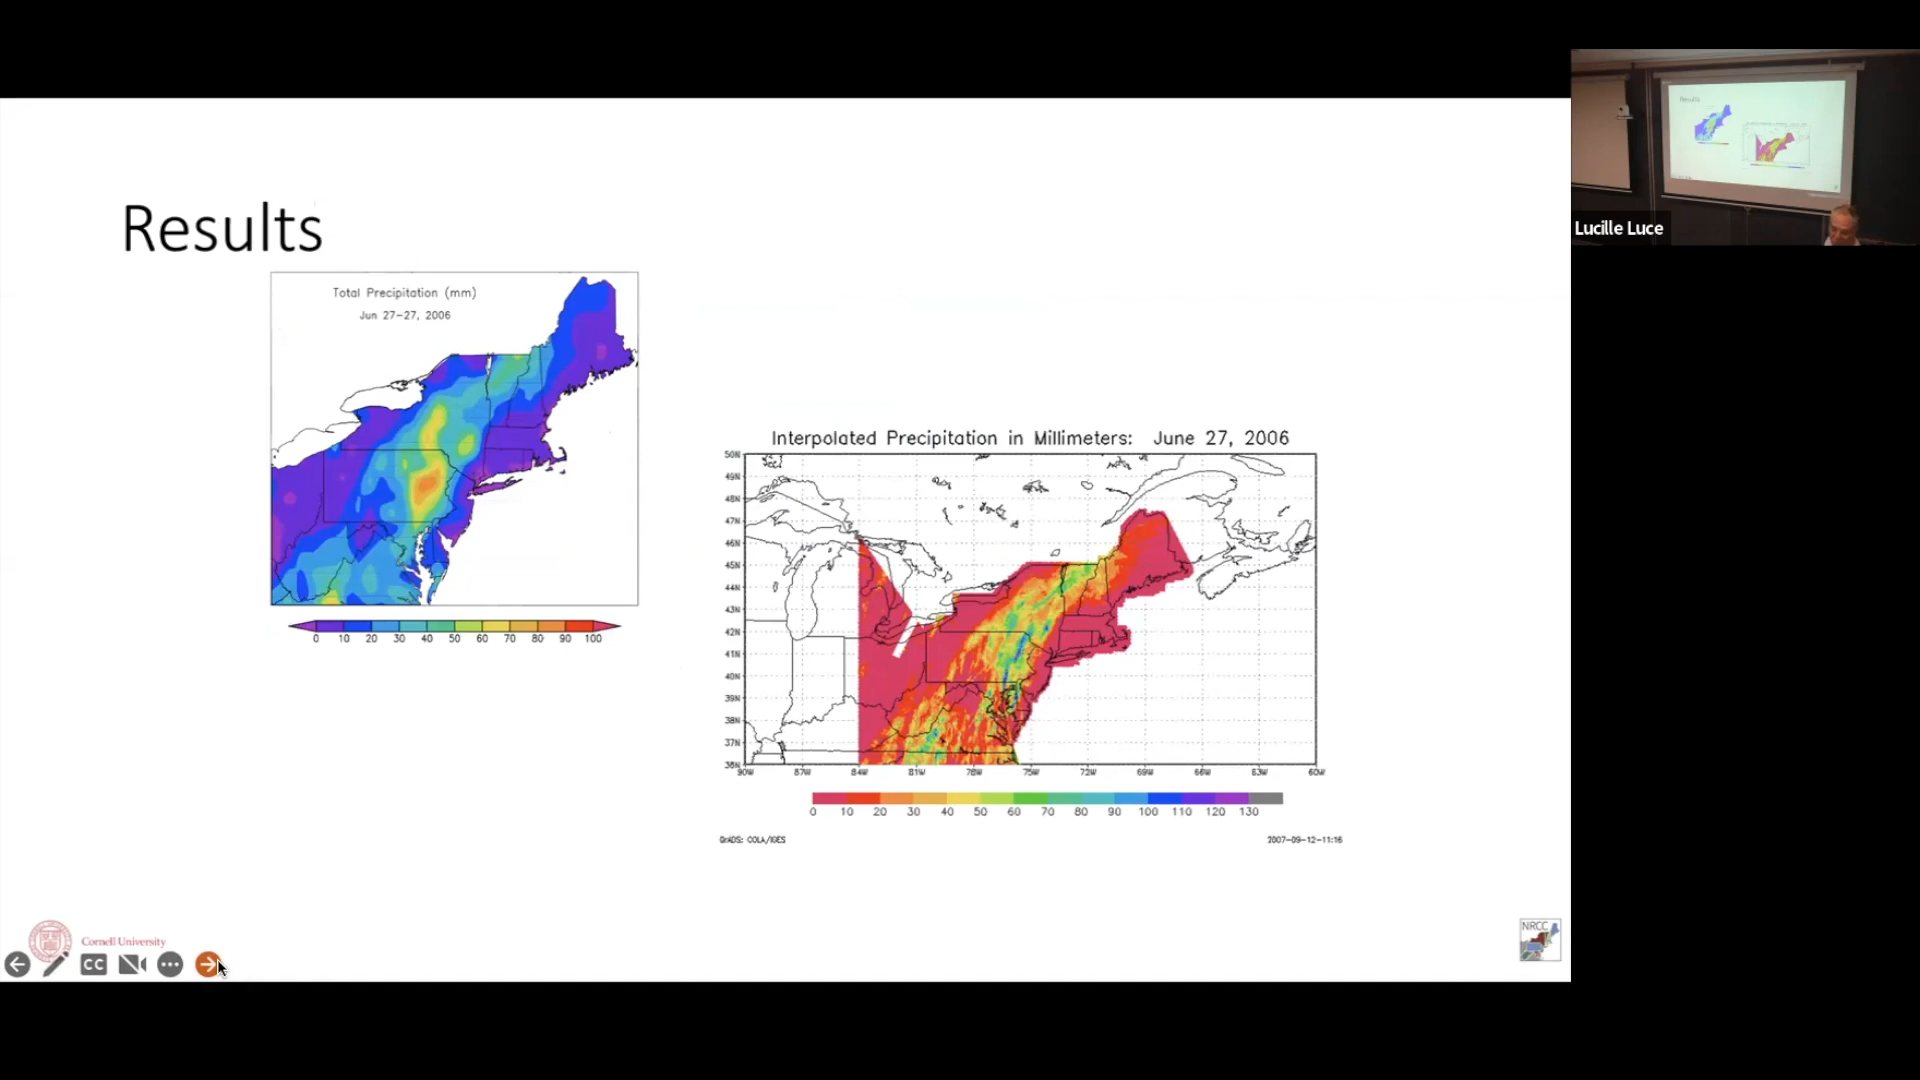 Results
Total Precipitation (mm)
Jun 27-27, 2006
0 10 20 30 40 50 60 70 80 90 100
Interpolated Precipitation in Millimeters: June 27, 2006
50N
49N
48N
47N
46N
45N
44N
43N
42N
41N
40N
39N
38N
37N
36N
90W 87W 84W 81W 78W 75W 72W 69W 66W 63W 60W
0 10 20 30 40 50 60 70 80 90 100 110 120 130
GrADS: COLA/IGES 2007-09-12-11:16
Cornell University
CC
NRCC
Lucille Luce
Results